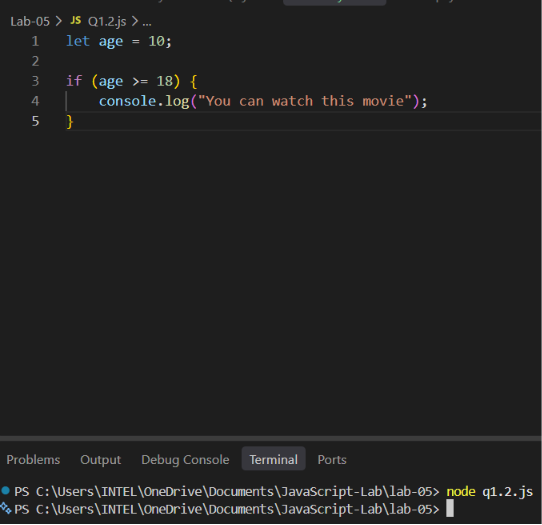 Lab-05 > JS Q1.2.js > ...
1 let age = 10;
2
3 if (age >= 18) {
4     console.log("You can watch this movie");
5 }
Problems Output Debug Console Terminal Ports
PS C:\Users\INTEL\OneDrive\Documents\JavaScript-Lab\lab-05> node q1.2.js
PS C:\Users\INTEL\OneDrive\Documents\JavaScript-Lab\lab-05>